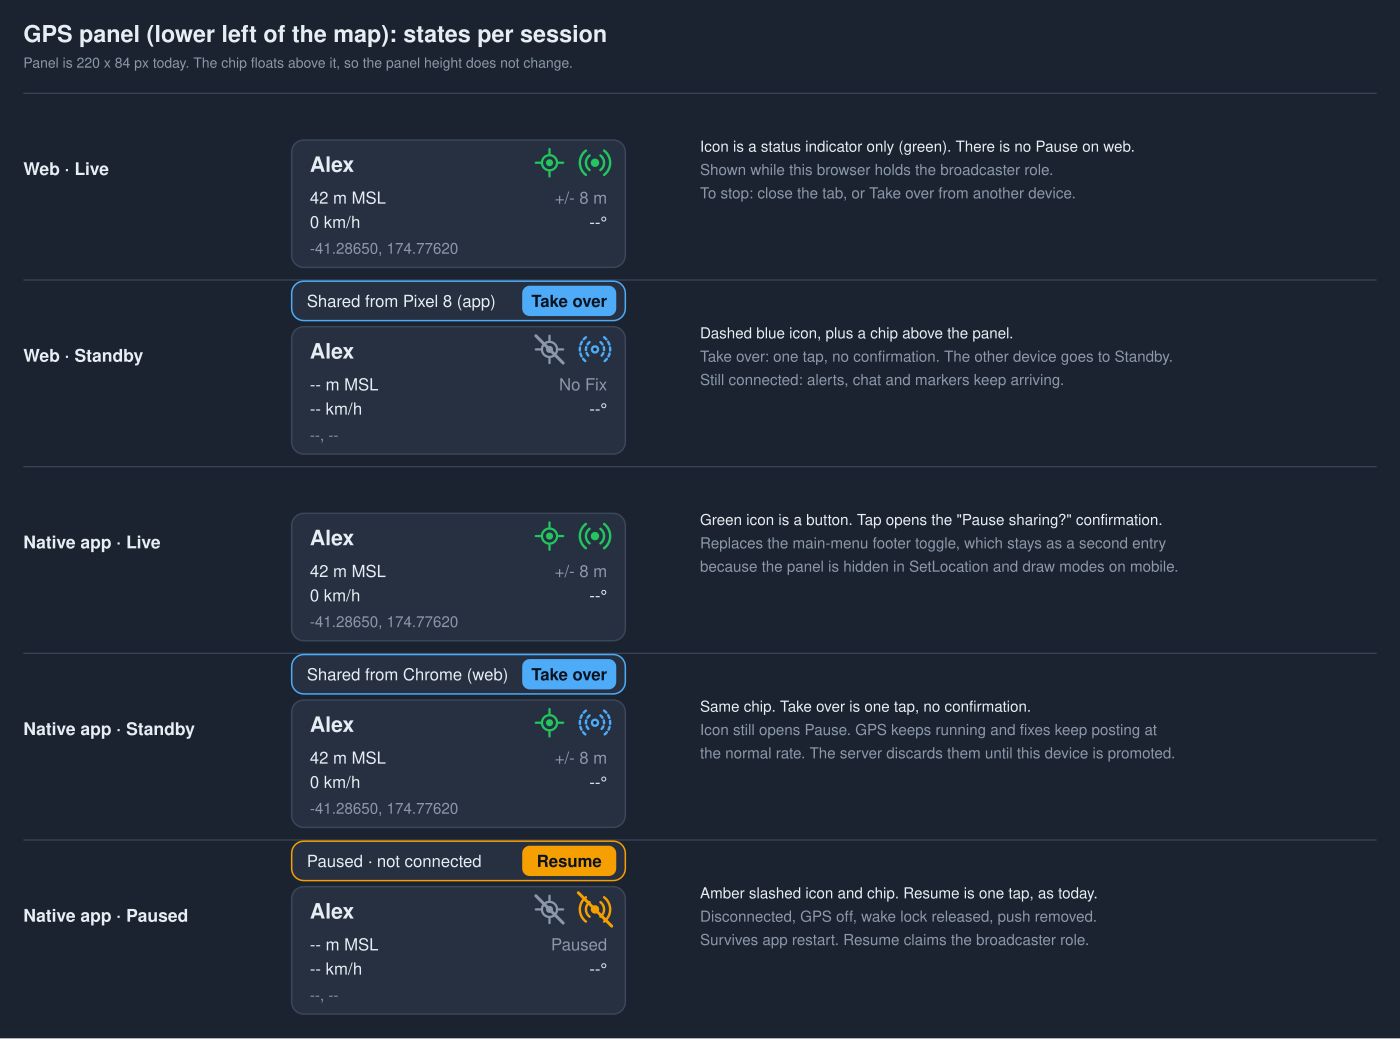 GPS panel (lower left of the map): states per session
Panel is 220 x 84 px today. The chip floats above it, so the panel height does not change.
Web · Live
Alex
42 m MSL
+/- 8 m
0 km/h
--°
-41.28650, 174.77620
Icon is a status indicator only (green). There is no Pause on web.
Shown while this browser holds the broadcaster role.
To stop: close the tab, or Take over from another device.
Web · Standby
Shared from Pixel 8 (app)
Take over
Alex
-- m MSL
No Fix
-- km/h
--°
--, --
Dashed blue icon, plus a chip above the panel.
Take over: one tap, no confirmation. The other device goes to Standby.
Still connected: alerts, chat and markers keep arriving.
Native app · Live
Alex
42 m MSL
+/- 8 m
0 km/h
--°
-41.28650, 174.77620
Green icon is a button. Tap opens the "Pause sharing?" confirmation.
Replaces the main-menu footer toggle, which stays as a second entry
because the panel is hidden in SetLocation and draw modes on mobile.
Native app · Standby
Shared from Chrome (web)
Take over
Alex
42 m MSL
+/- 8 m
0 km/h
--°
-41.28650, 174.77620
Same chip. Take over is one tap, no confirmation.
Icon still opens Pause. GPS keeps running and fixes keep posting at
the normal rate. The server discards them until this device is promoted.
Native app · Paused
Paused · not connected
Resume
Alex
-- m MSL
Paused
-- km/h
--°
--, --
Amber slashed icon and chip. Resume is one tap, as today.
Disconnected, GPS off, wake lock released, push removed.
Survives app restart. Resume claims the broadcaster role.